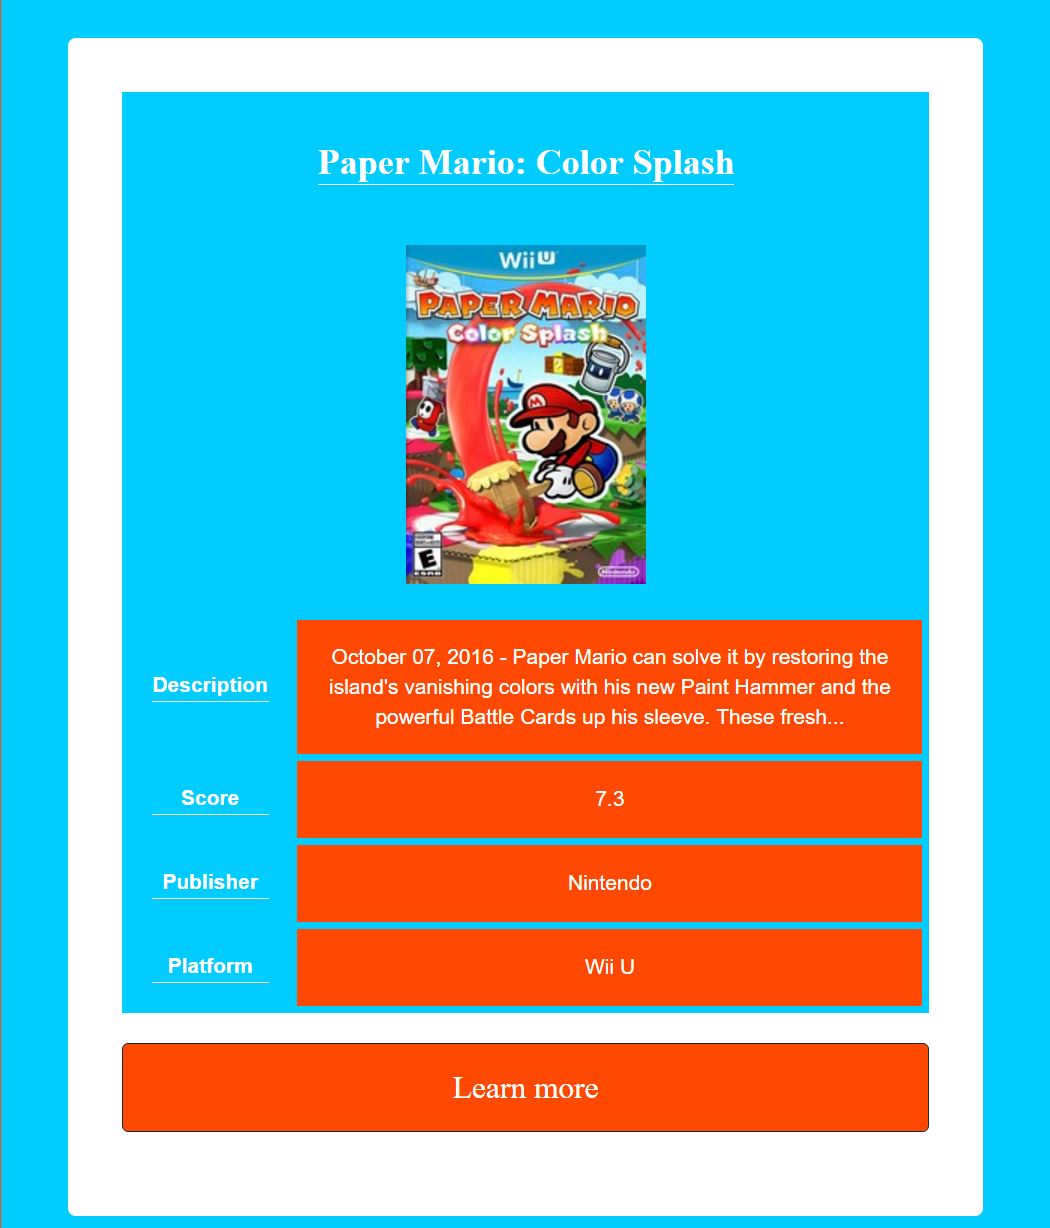 Paper Mario: Color Splash
Wii U
PAPER MARIO
Color Splash
EVERYONE
E
ESRB
Nintendo
Description
October 07, 2016 - Paper Mario can solve it by restoring the
island's vanishing colors with his new Paint Hammer and the
powerful Battle Cards up his sleeve. These fresh...
Score
7.3
Publisher
Nintendo
Platform
Wii U
Learn more